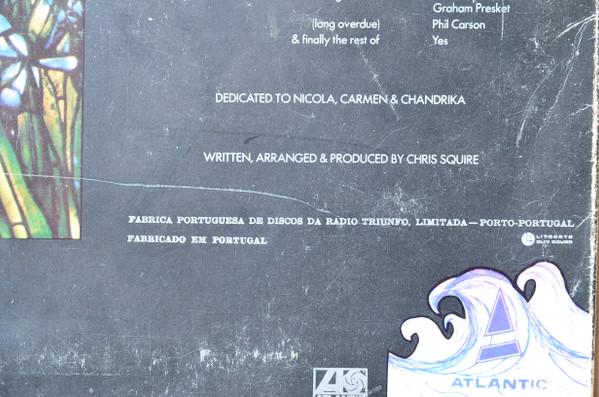 Graham Presket
(long overdue) Phil Carson
& finally the rest of Yes
DEDICATED TO NICOLA, CARMEN & CHANDRIKA
WRITTEN, ARRANGED & PRODUCED BY CHRIS SQUIRE
FABRICA PORTUGUESA DE DISCOS DA RÁDIO TRIUNFO, LIMITADA—PORTO-PORTUGAL
FABRICADO EM PORTUGAL
ATLANTIC
ATLANTIC